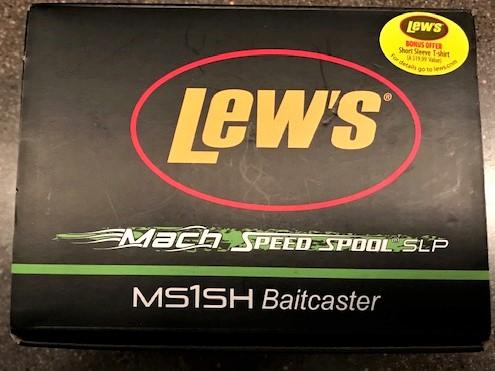 Lew's
BONUS OFFER
Short Sleeve T-shirt
(A $19.99 Value)
For details go to lews.com
Lew's®
Mach Speed Spool SLP
MS1SH Baitcaster